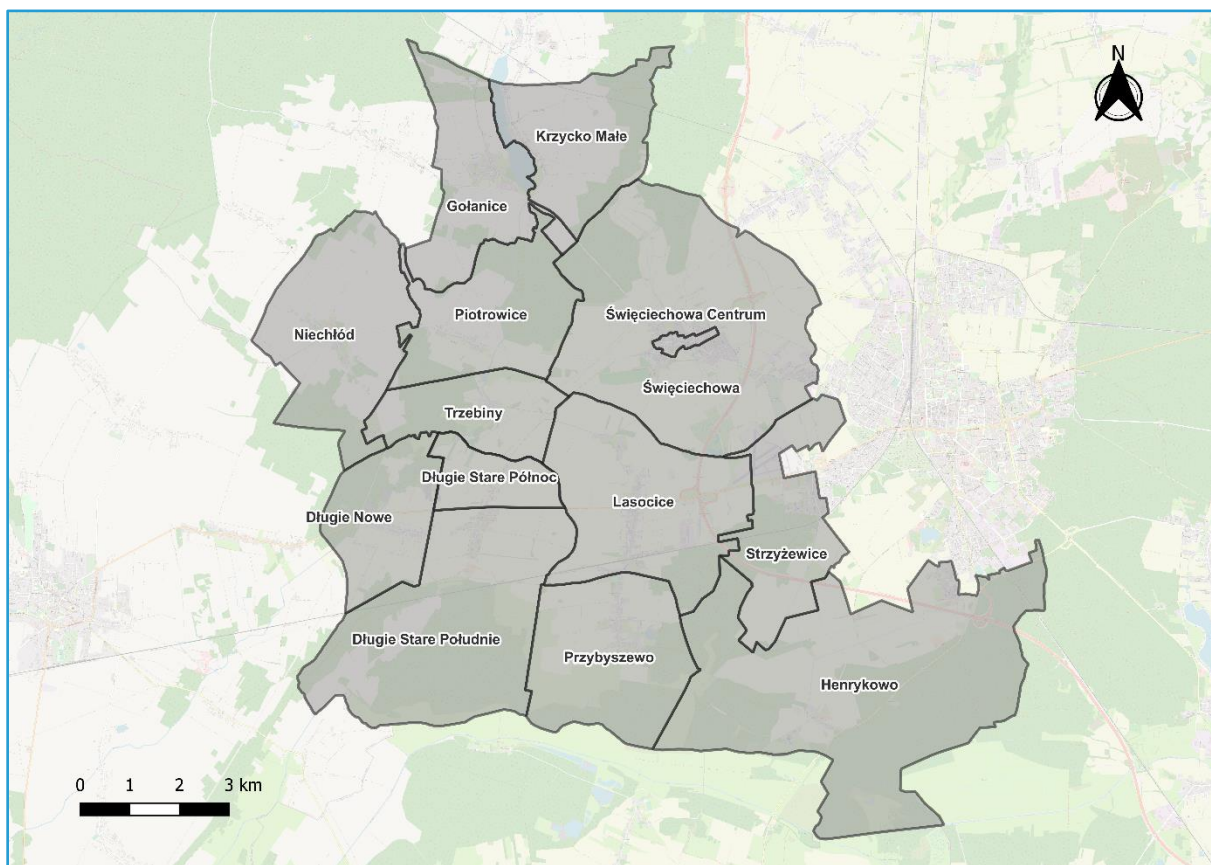 N
Krzycko Małe
Gołanice
Święciechowa Centrum
Piotrowice
Niechłód
Święciechowa
Trzebiny
Długie Stare Północ
Lasocice
Długie Nowe
Strzyżewice
Długie Stare Południe
Przybyszewo
Henrykowo
0 1 2 3 km